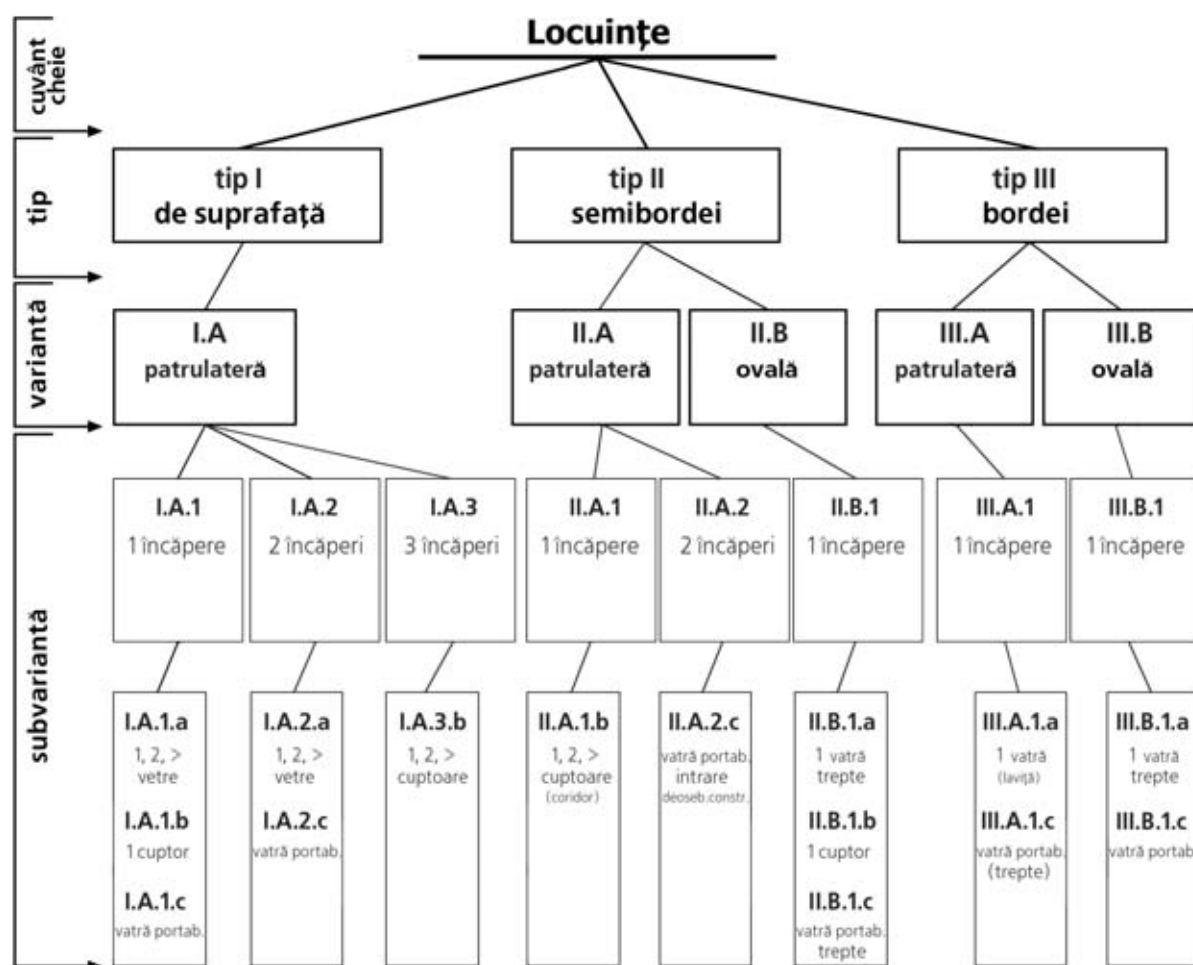 Locuințe
cuvânt
cheie
tip
tip I
de suprafață
tip II
semibordei
tip III
bordei
variantă
I.A
patrulateră
II.A
patrulateră
II.B
ovală
III.A
patrulateră
III.B
ovală
subvariantă
I.A.1
1 încăpere
I.A.2
2 încăperi
I.A.3
3 încăperi
II.A.1
1 încăpere
II.A.2
2 încăperi
II.B.1
1 încăpere
III.A.1
1 încăpere
III.B.1
1 încăpere
I.A.1.a
1, 2, >
vetre
I.A.1.b
1 cuptor
I.A.1.c
vatră portab.
I.A.2.a
1, 2, >
vetre
I.A.2.c
vatră portab.
I.A.3.b
1, 2, >
cuptoare
II.A.1.b
1, 2, >
cuptoare
(coridor)
II.A.2.c
vatră portab.
intrare
deoseb.constr.
II.B.1.a
1 vatră
trepte
II.B.1.b
1 cuptor
II.B.1.c
vatră portab.
trepte
III.A.1.a
1 vatră
(laviță)
III.A.1.c
vatră portab.
(trepte)
III.B.1.a
1 vatră
trepte
III.B.1.c
vatră portab.